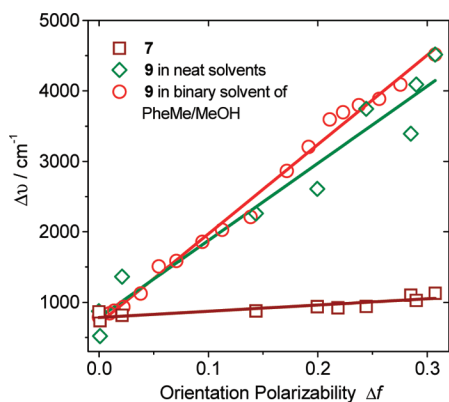 5000
4000
3000
2000
1000
0
Δυ / cm⁻¹
7
9 in neat solvents
9 in binary solvent of
PheMe/MeOH
0.0 0.1 0.2 0.3
Orientation Polarizability Δf